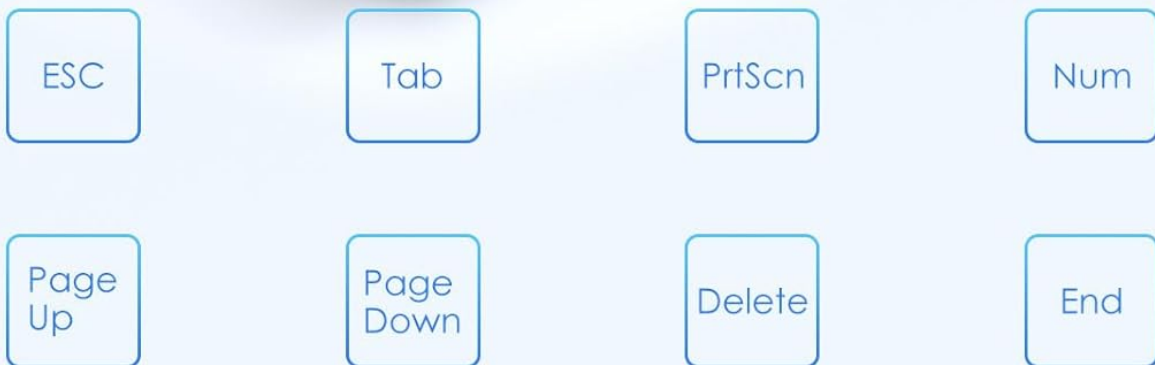 ESC
Tab
PrtScn
Num
Page
Up
Page
Down
Delete
End